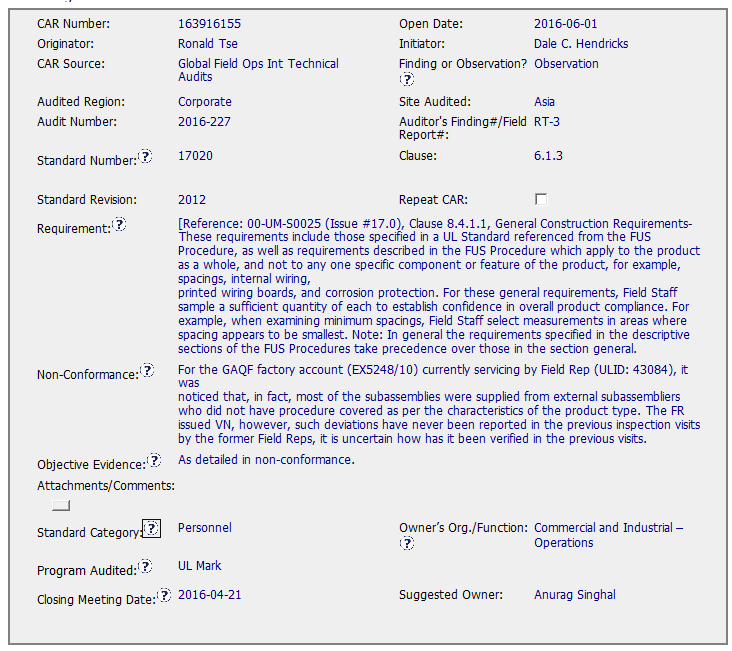 CAR Number: 163916155 Open Date: 2016-06-01
Originator: Ronald Tse Initiator: Dale C. Hendricks
CAR Source: Global Field Ops Int Technical Audits Finding or Observation? Observation
?
Audited Region: Corporate Site Audited: Asia
Audit Number: 2016-227 Auditor's Finding#/Field Report#: RT-3
Standard Number:? 17020 Clause: 6.1.3
Standard Revision: 2012 Repeat CAR:
Requirement:? [Reference: 00-UM-S0025 (Issue #17.0), Clause 8.4.1.1, General Construction Requirements-
These requirements include those specified in a UL Standard referenced from the FUS
Procedure, as well as requirements described in the FUS Procedure which apply to the product
as a whole, and not to any one specific component or feature of the product, for example,
spacings, internal wiring,
printed wiring boards, and corrosion protection. For these general requirements, Field Staff
sample a sufficient quantity of each to establish confidence in overall product compliance. For
example, when examining minimum spacings, Field Staff select measurements in areas where
spacing appears to be smallest. Note: In general the requirements specified in the descriptive
sections of the FUS Procedures take precedence over those in the section general.
Non-Conformance:? For the GAQF factory account (EX5248/10) currently servicing by Field Rep (ULID: 43084), it
was
noticed that, in fact, most of the subassemblies were supplied from external subassemblers
who did not have procedure covered as per the characteristics of the product type. The FR
issued VN, however, such deviations have never been reported in the previous inspection visits
by the former Field Reps, it is uncertain how has it been verified in the previous visits.
Objective Evidence:? As detailed in non-conformance.
Attachments/Comments:
Standard Category:? Personnel Owner's Org./Function: Commercial and Industrial –
? Operations
Program Audited:? UL Mark
Closing Meeting Date:? 2016-04-21 Suggested Owner: Anurag Singhal